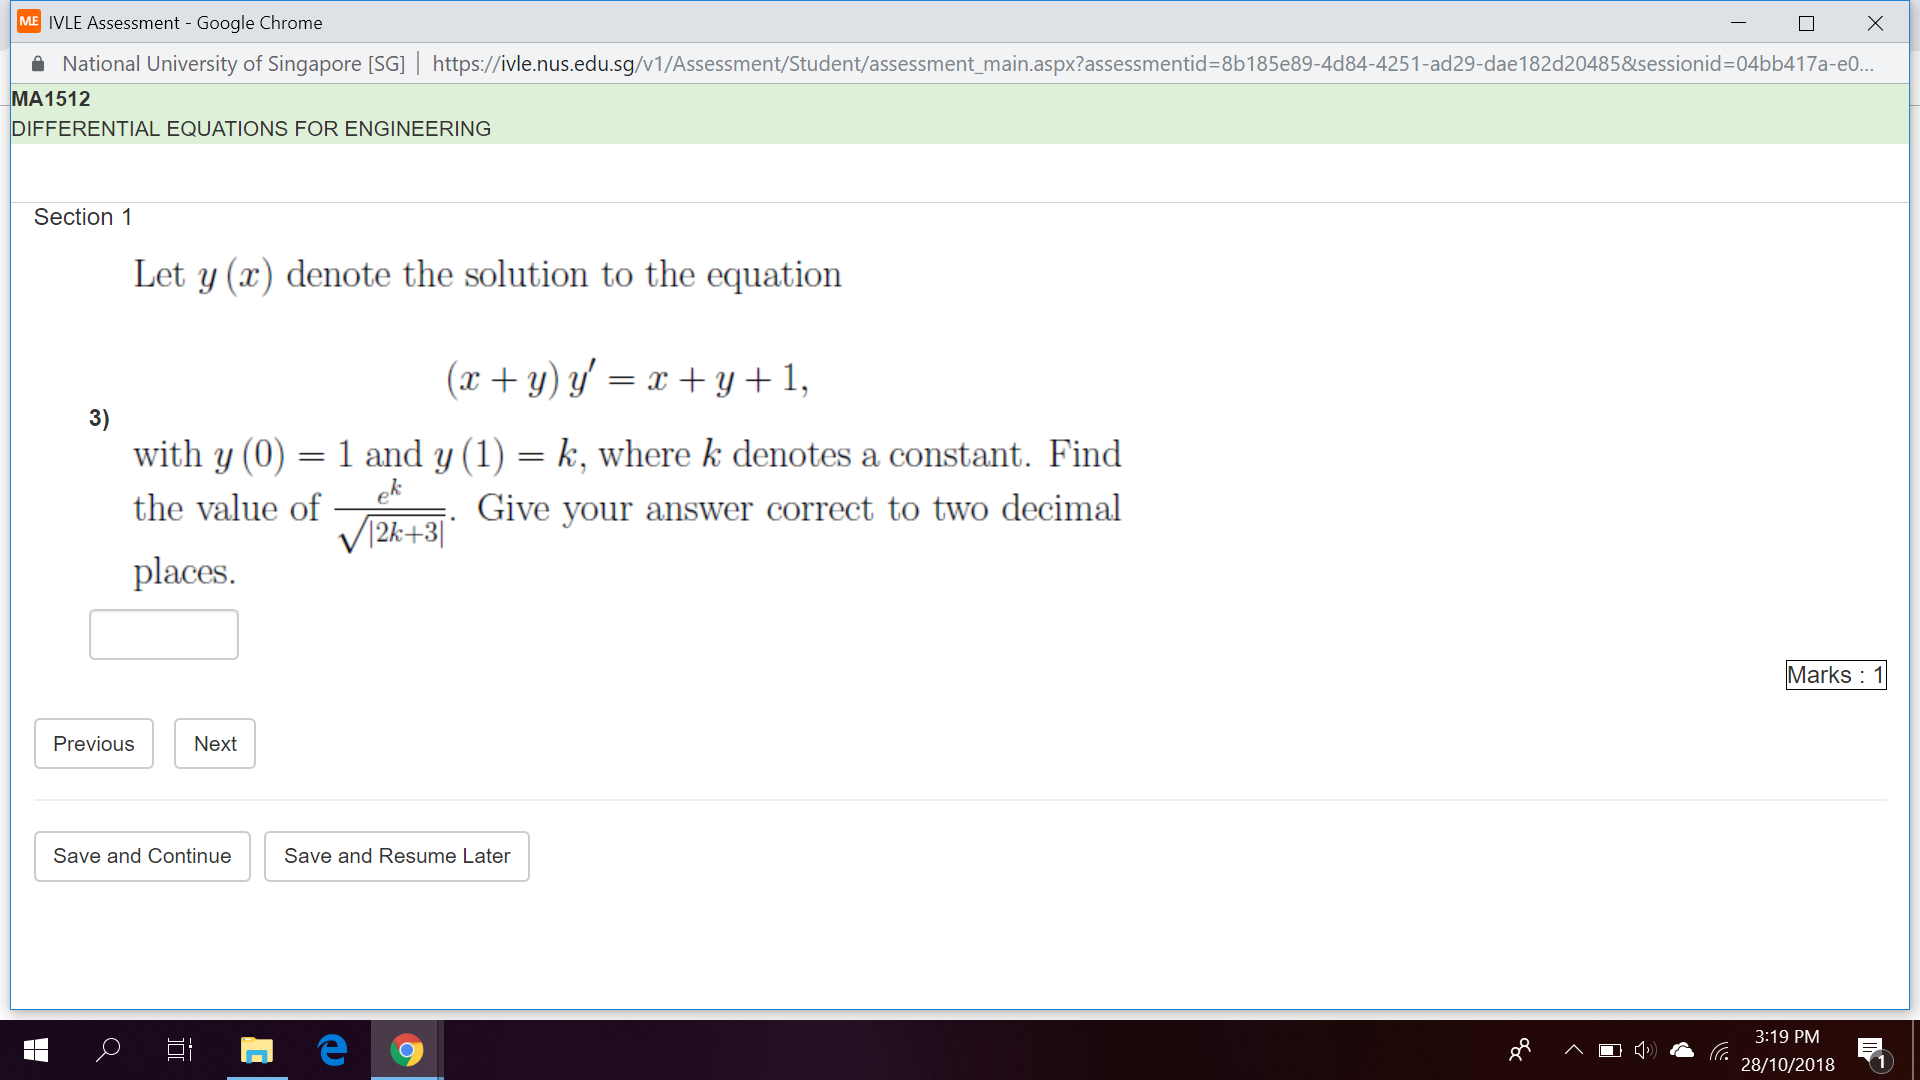 ME IVLE Assessment - Google Chrome
National University of Singapore [SG] | https://ivle.nus.edu.sg/v1/Assessment/Student/assessment_main.aspx?assessmentid=8b185e89-4d84-4251-ad29-dae182d20485&sessionid=04bb417a-e0...
MA1512
DIFFERENTIAL EQUATIONS FOR ENGINEERING
Section 1
Let y (x) denote the solution to the equation
(x + y) y′ = x + y + 1,
3)
with y (0) = 1 and y (1) = k, where k denotes a constant. Find
the value of e^k/√|2k+3|. Give your answer correct to two decimal
places.
Marks : 1
Previous Next
Save and Continue Save and Resume Later
3:19 PM
28/10/2018
1